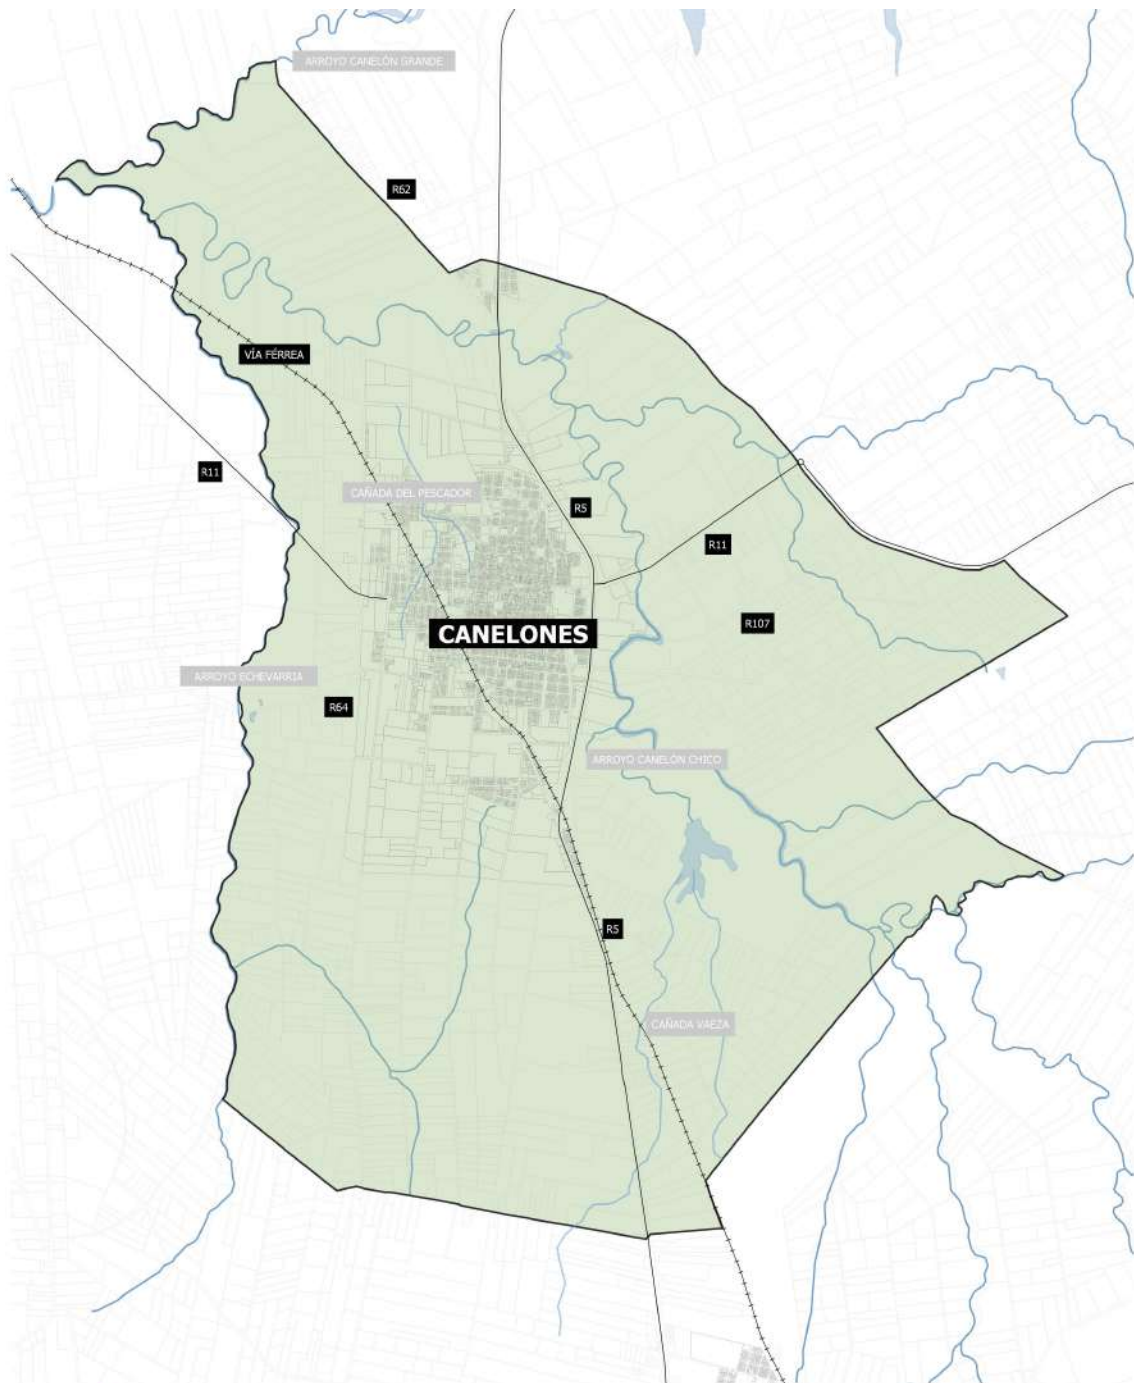 ARROYO CANELÓN GRANDE
R62
VÍA FÉRREA
R11
CAÑADA DEL PESCADOR
R5
R11
R107
CANELONES
ARROYO ECHEVARRIA
R64
ARROYO CANELÓN CHICO
R5
CAÑADA VAEZA